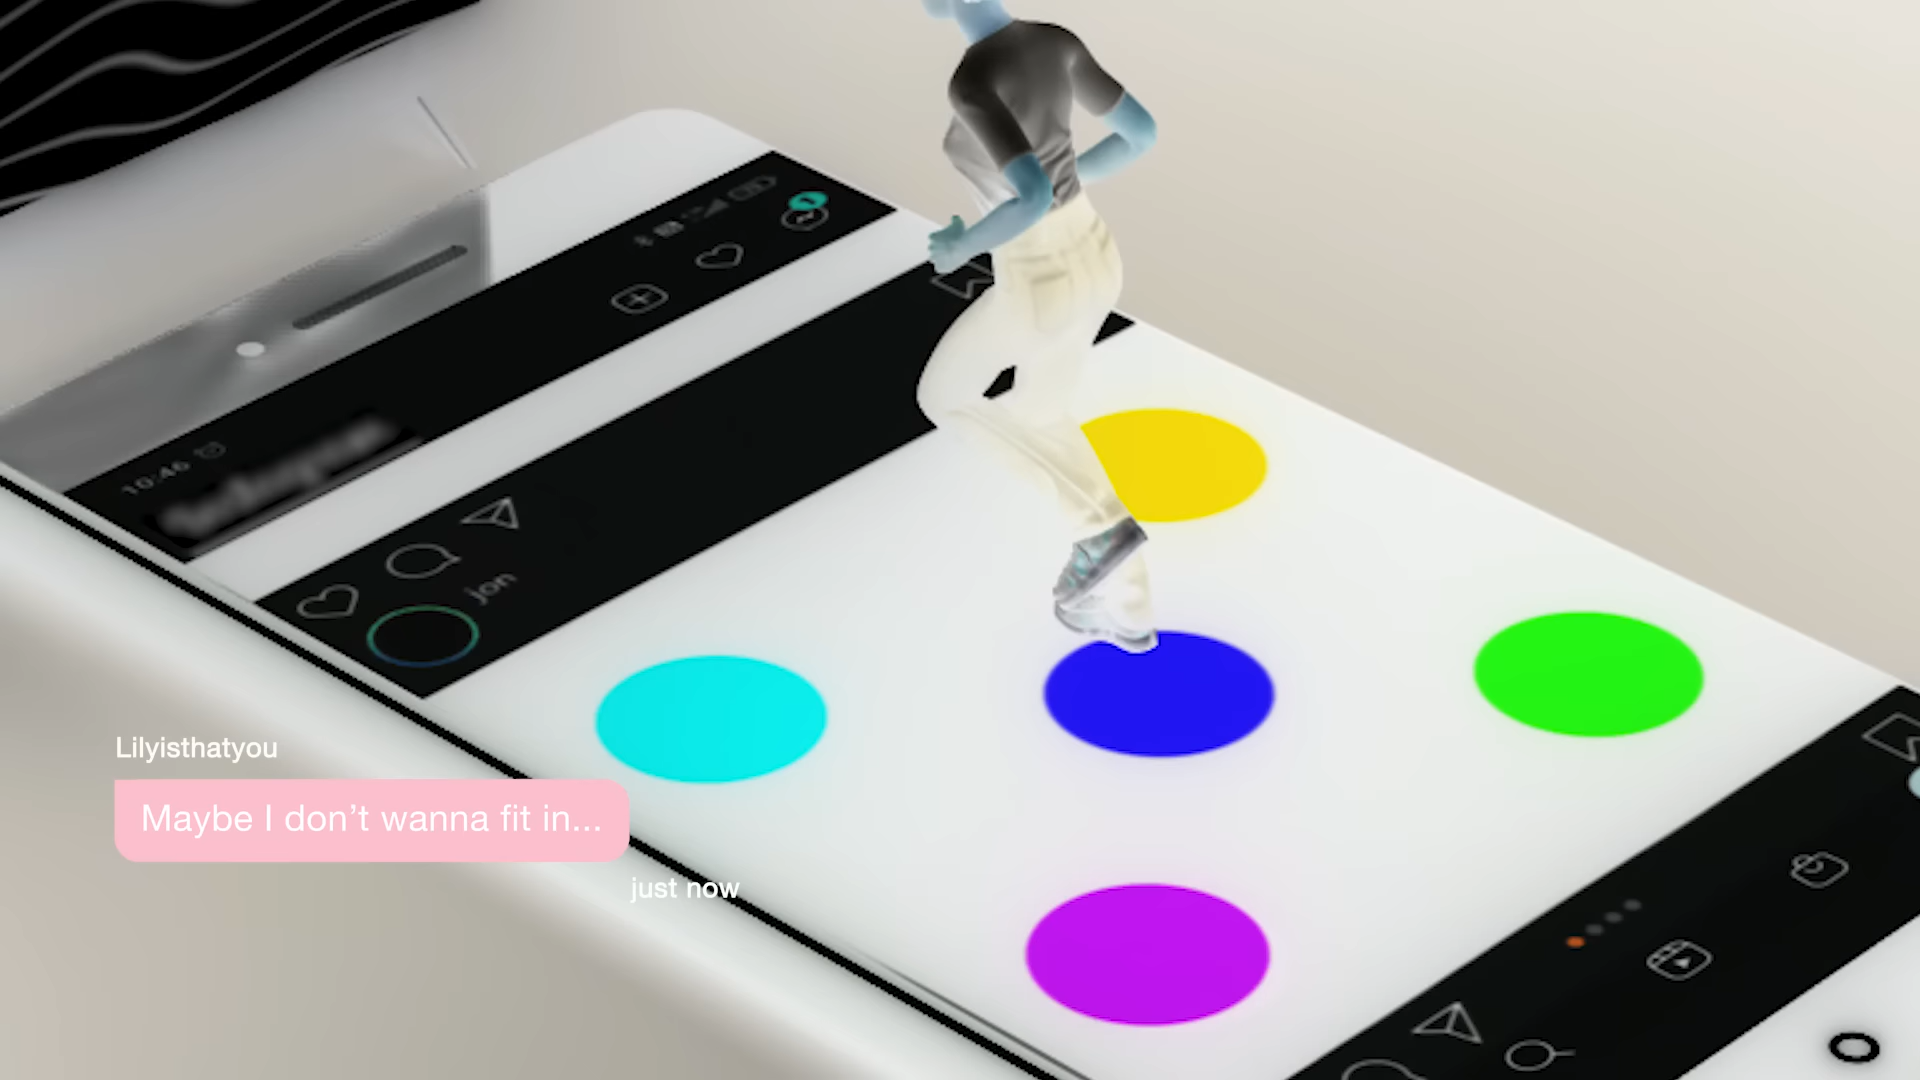 10:46
jon
Lilyisthatyou
Maybe I don’t wanna fit in...
just now